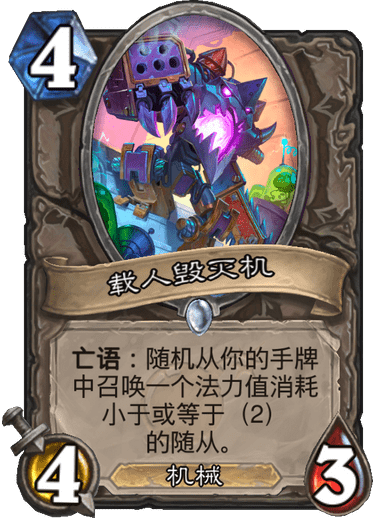 4
载人毁灭机
亡语：随机从你的手牌
中召唤一个法力值消耗
小于或等于（2）
的随从。
4
机械
3